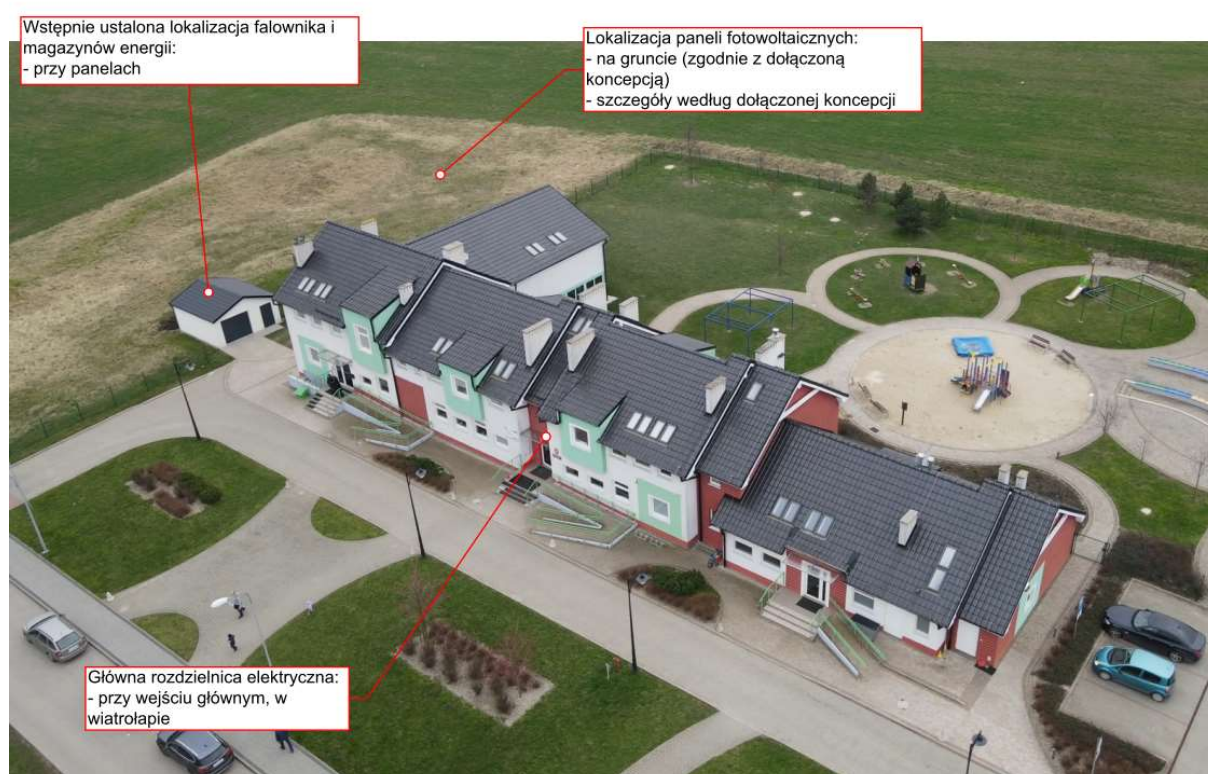 Wstępnie ustalona lokalizacja falownika i
magazynów energii:
- przy panelach
Lokalizacja paneli fotowoltaicznych:
- na gruncie (zgodnie z dołączoną
koncepcją)
- szczegóły według dołączonej koncepcji
Główna rozdzielnica elektryczna:
- przy wejściu głównym, w
wiatrołapie